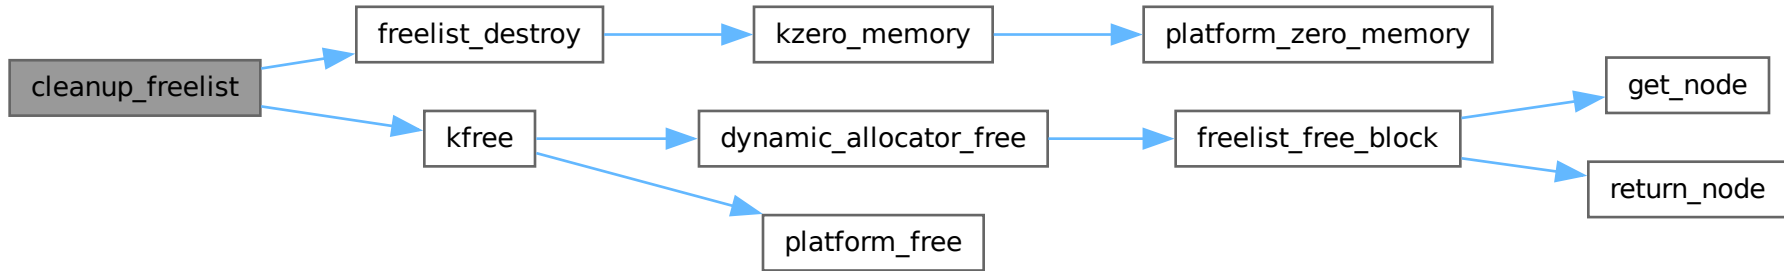 cleanup_freelist
freelist_destroy
kzero_memory
platform_zero_memory
kfree
dynamic_allocator_free
freelist_free_block
get_node
return_node
platform_free